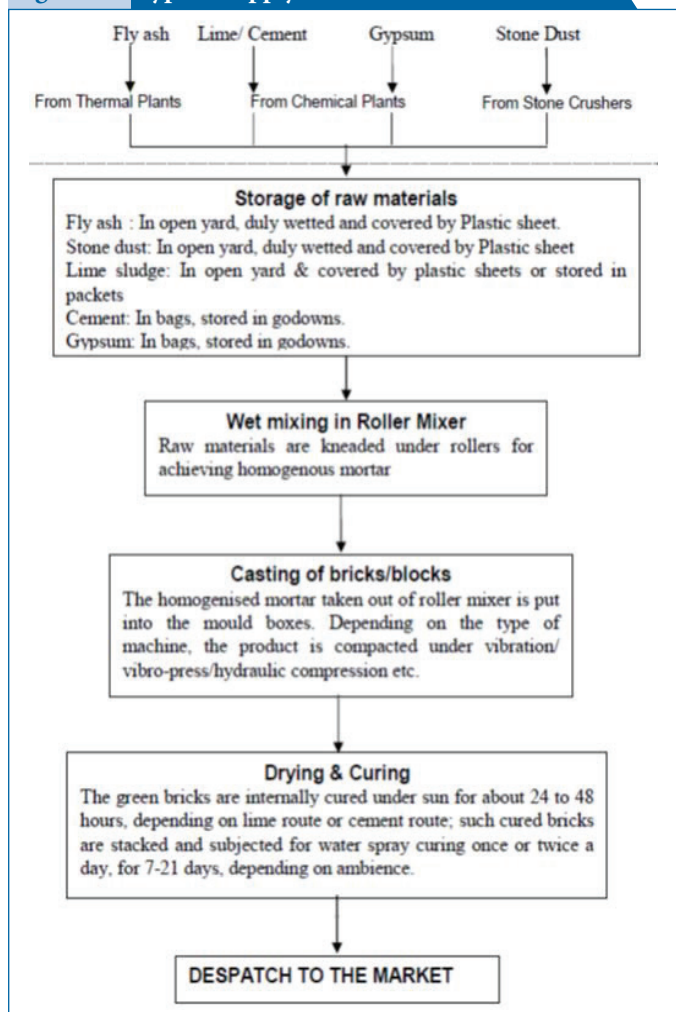 Fly ash Lime/ Cement Gypsum Stone Dust
From Thermal Plants From Chemical Plants From Stone Crushers
Storage of raw materials
Fly ash : In open yard, duly wetted and covered by Plastic sheet.
Stone dust: In open yard, duly wetted and covered by Plastic sheet
Lime sludge: In open yard & covered by plastic sheets or stored in
packets
Cement: In bags, stored in godowns.
Gypsum: In bags, stored in godowns.
Wet mixing in Roller Mixer
Raw materials are kneaded under rollers for
achieving homogenous mortar
Casting of bricks/blocks
The homogenised mortar taken out of roller mixer is put
into the mould boxes. Depending on the type of
machine, the product is compacted under vibration/
vibro-press/hydraulic compression etc.
Drying & Curing
The green bricks are internally cured under sun for about 24 to 48
hours, depending on lime route or cement route; such cured bricks
are stacked and subjected for water spray curing once or twice a
day, for 7-21 days, depending on ambience.
DESPATCH TO THE MARKET